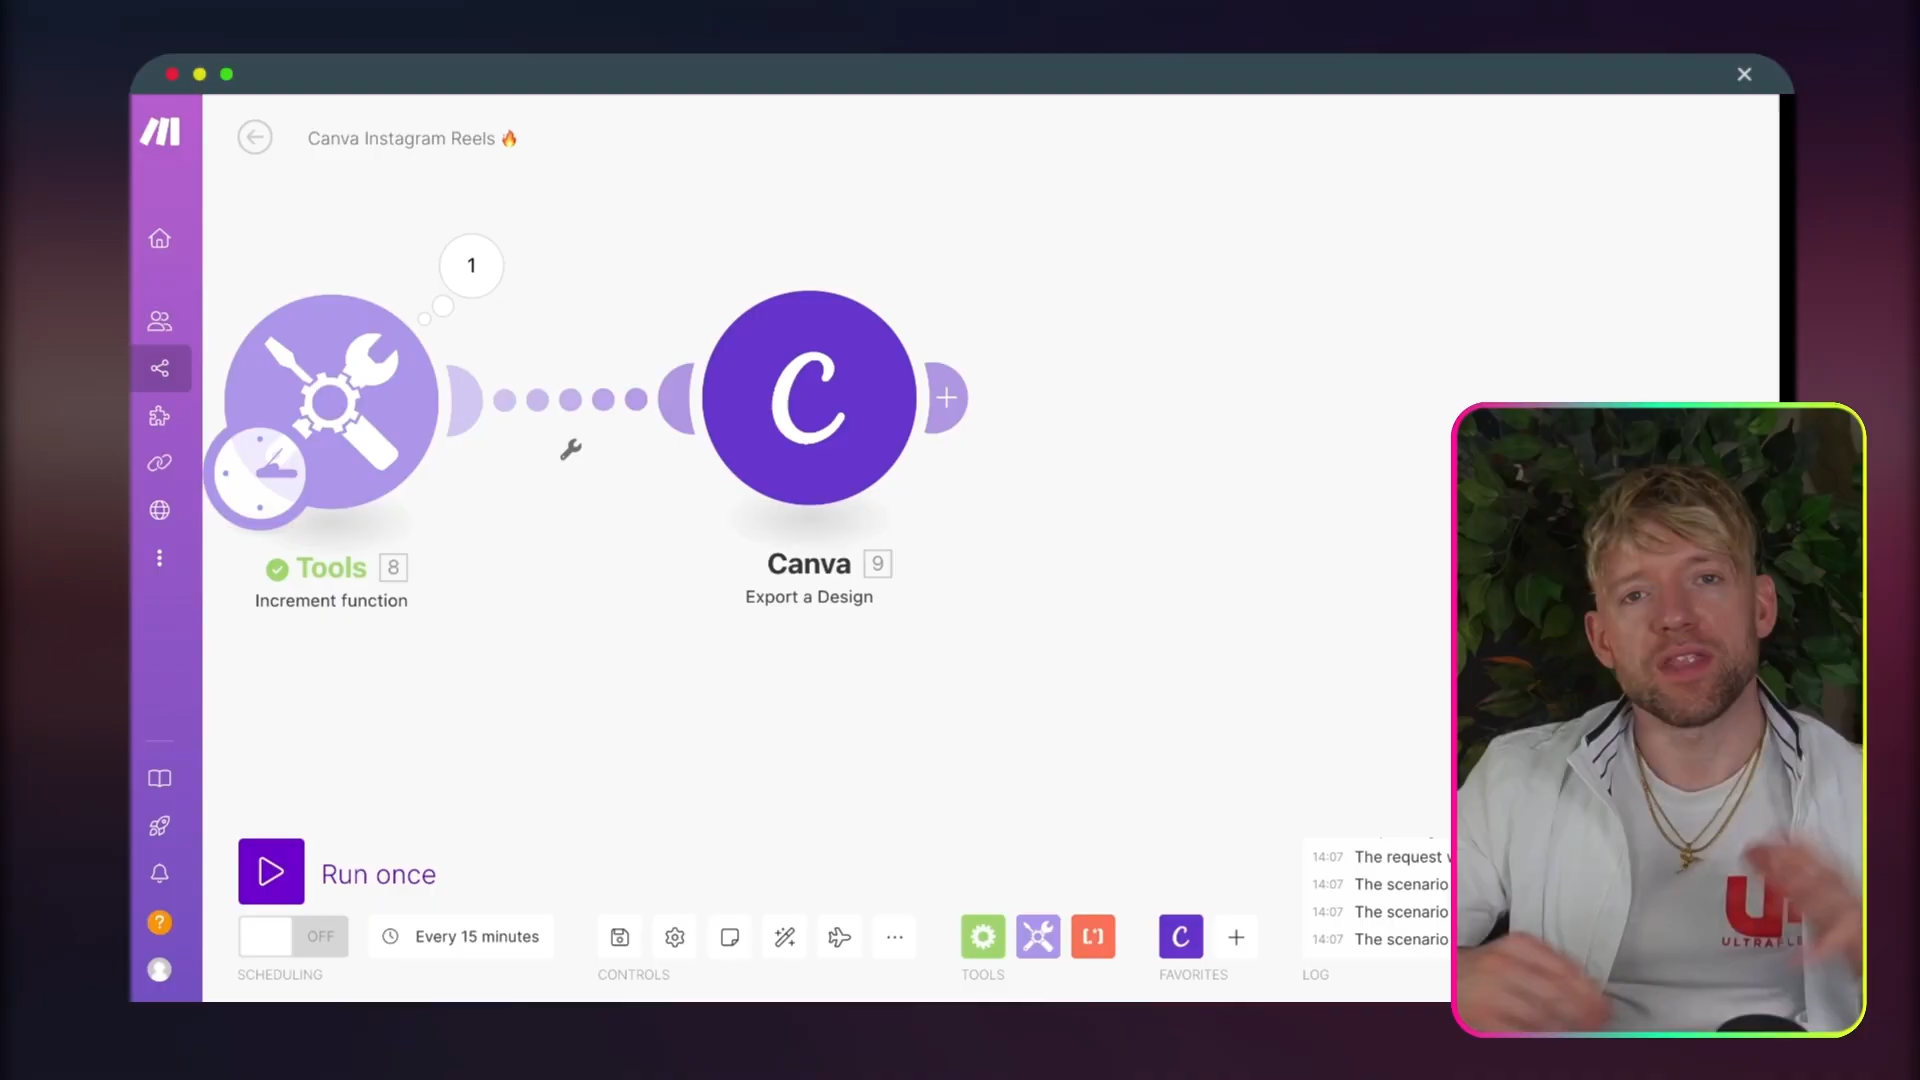 Canva Instagram Reels 🔥
1
Tools 8
Increment function
Canva 9
Export a Design
Run once
OFF
Every 15 minutes
SCHEDULING
CONTROLS
TOOLS
FAVORITES
LOG
14:07 The request
14:07 The scenario
14:07 The scenario
14:07 The scenario
?